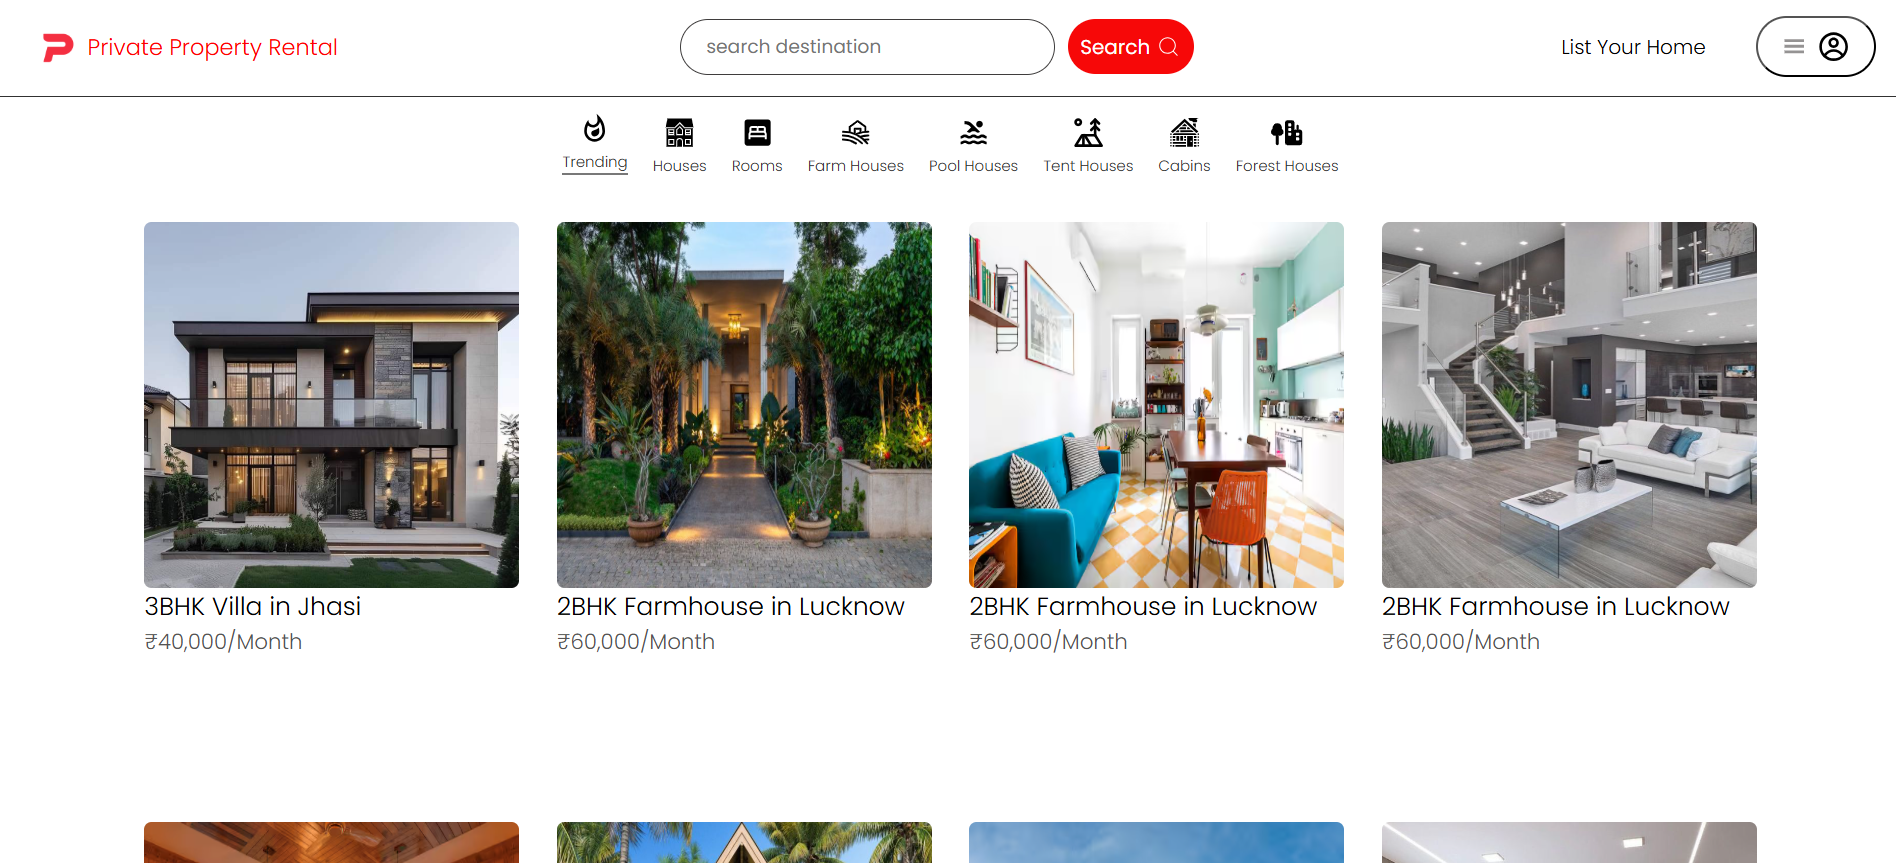 Private Property Rental
search destination
Search
List Your Home
Trending
Houses
Rooms
Farm Houses
Pool Houses
Tent Houses
Cabins
Forest Houses
3BHK Villa in Jhasi
₹40,000/Month
2BHK Farmhouse in Lucknow
₹60,000/Month
2BHK Farmhouse in Lucknow
₹60,000/Month
2BHK Farmhouse in Lucknow
₹60,000/Month